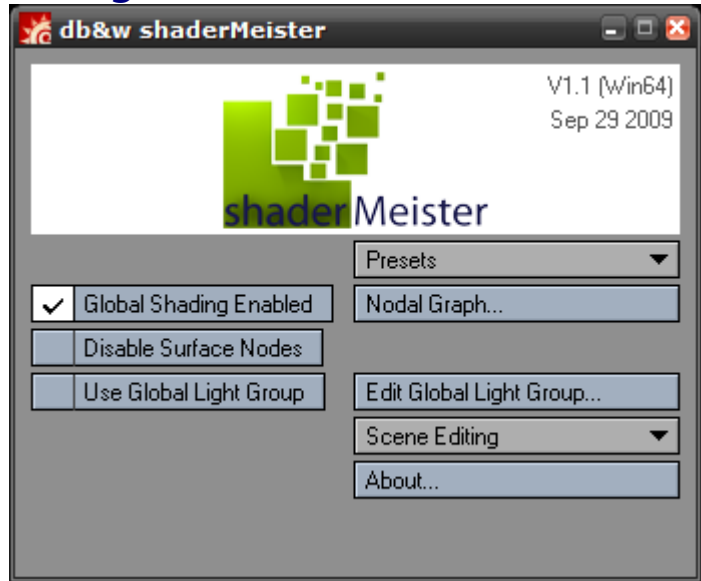 db&w shaderMeister
V1.1 (Win64)
Sep 29 2009
shaderMeister
Presets
Global Shading Enabled
Nodal Graph...
Disable Surface Nodes
Use Global Light Group
Edit Global Light Group...
Scene Editing
About...